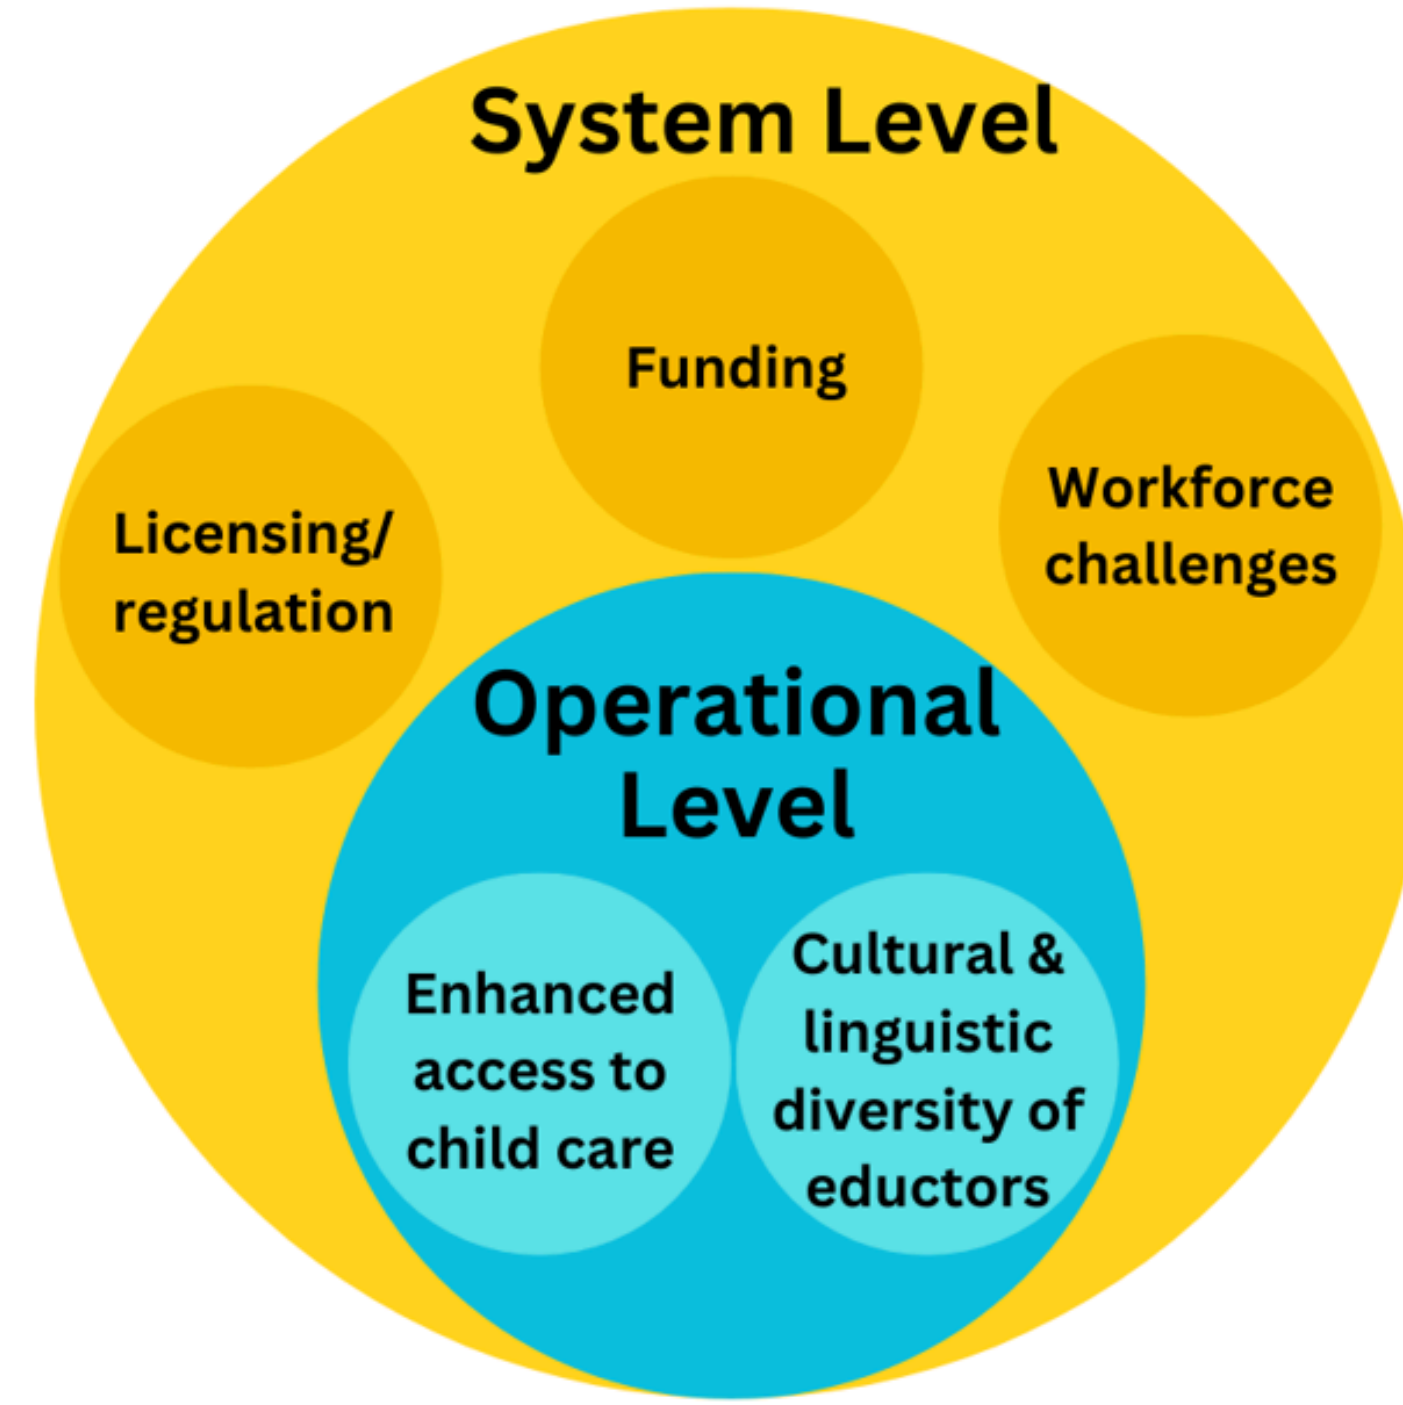 System Level
Funding
Workforce
challenges
Licensing/
regulation
Operational
Level
Enhanced
access to
child care
Cultural &
linguistic
diversity of
eductors